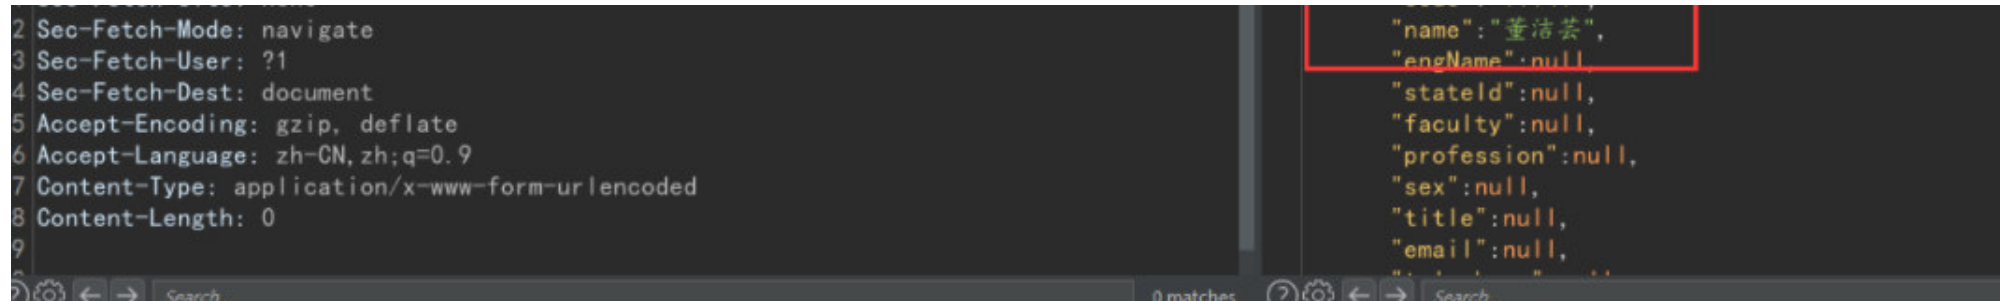 2 Sec-Fetch-Mode: navigate
3 Sec-Fetch-User: ?1
4 Sec-Fetch-Dest: document
5 Accept-Encoding: gzip, deflate
6 Accept-Language: zh-CN,zh;q=0.9
7 Content-Type: application/x-www-form-urlencoded
8 Content-Length: 0
9
Search
0 matches
"name":"董洁芸",
"engName":null,
"stateId":null,
"faculty":null,
"profession":null,
"sex":null,
"title":null,
"email":null,
Search